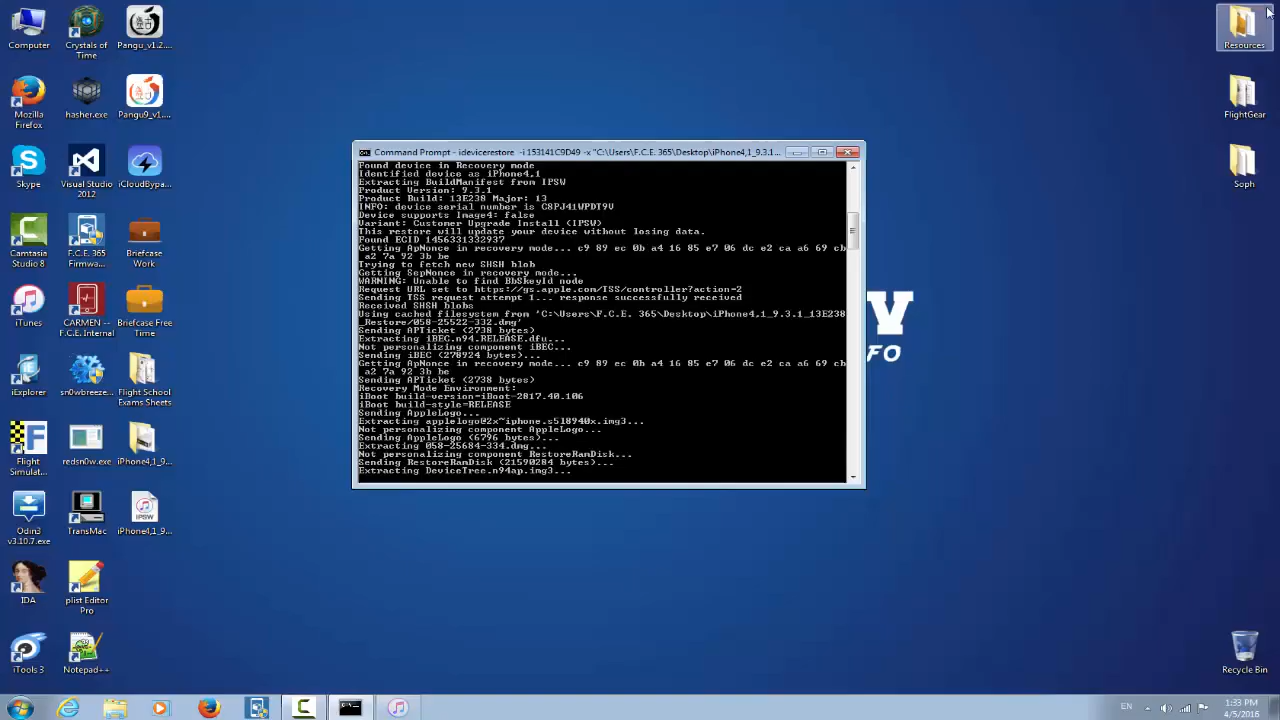 Computer
Crystals of
Time
Pangu_v1.2....
Mozilla
Firefox
hasher.exe
Pangu9_v1....
Skype
Visual Studio
2012
iCloudBypa...
Camtasia
Studio 8
F.C.E. 365
Firmwa...
Briefcase
Work
iTunes
CARMEN --
F.C.E. Internal
Briefcase Free
Time
iExplorer
sn0wbreeze...
Flight School
Exams Sheets
Flight
Simulat...
redsn0w.exe
iPhone4,1_9...
Odin3
v3.10.7.exe
TransMac
IPSW
iPhone4,1_9...
IDA
plist Editor
Pro
iTools 3
Notepad++
Command Prompt - idevicerestore -i 153141C9D49 -x "C:\Users\F.C.E. 365\Desktop\iPhone4,1_9.3.1...
Found device in Recovery mode
Identified device as iPhone4,1
Extracting BuildManifest from IPSW
Product Version: 9.3.1
Product Build: 13E238 Major: 13
INFO: device serial number is C8PJ41WPDT9V
Device supports Image4: false
Variant: Customer Upgrade Install (IPSW)
This restore will update your device without losing data.
Found ECID 1456331332937
Getting ApNonce in recovery mode... c9 89 ec 0b a4 16 85 e7 06 dc e2 ca a6 69 cb
a2 7a 92 3b be
Trying to fetch new SHSH blob
Getting SepNonce in recovery mode...
WARNING: Unable to find BbSkeyId node
Request URL set to https://gs.apple.com/TSS/controller?action=2
Sending TSS request attempt 1... response successfully received
Received SHSH blobs
Using cached filesystem from 'C:\Users\F.C.E. 365\Desktop\iPhone4,1_9.3.1_13E238
_Restore/058-25522-332.dmg'
Sending APTicket (2738 bytes)
Extracting iBEC.n94.RELEASE.dfu...
Not personalizing component iBEC...
Sending iBEC (278924 bytes)...
Getting ApNonce in recovery mode... c9 89 ec 0b a4 16 85 e7 06 dc e2 ca a6 69 cb
a2 7a 92 3b be
Sending APTicket (2738 bytes)
Recovery Mode Environment:
iBoot build-version=iBoot-2817.40.106
iBoot build-style=RELEASE
Sending AppleLogo...
Extracting applelogo@2x~iphone.s5l8940x.img3...
Not personalizing component AppleLogo...
Sending AppleLogo (6796 bytes)...
Extracting 058-25684-334.dmg...
Not personalizing component RestoreRamDisk...
Sending RestoreRamDisk (21590284 bytes)...
Extracting DeviceTree.n94ap.img3...
V
FO
Resources
FlightGear
Soph
Recycle Bin
EN
1:33 PM
4/5/2016